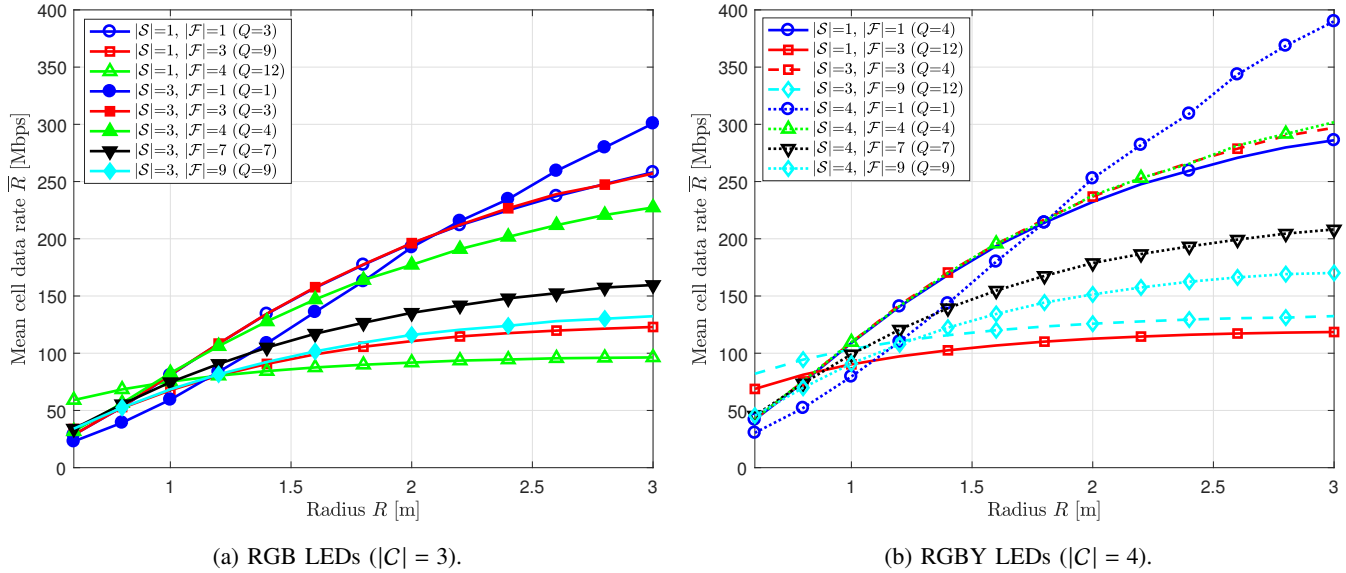 400
350
300
250
200
150
100
50
0
Mean cell data rate R̅ [Mbps]
|𝒮|=1, |ℱ|=1 (Q=3)
|𝒮|=1, |ℱ|=3 (Q=9)
|𝒮|=1, |ℱ|=4 (Q=12)
|𝒮|=3, |ℱ|=1 (Q=1)
|𝒮|=3, |ℱ|=3 (Q=3)
|𝒮|=3, |ℱ|=4 (Q=4)
|𝒮|=3, |ℱ|=7 (Q=7)
|𝒮|=3, |ℱ|=9 (Q=9)
1 1.5 2 2.5 3
Radius R [m]
(a) RGB LEDs (|𝒞| = 3).
400
350
300
250
200
150
100
50
0
Mean cell data rate R̅ [Mbps]
|𝒮|=1, |ℱ|=1 (Q=4)
|𝒮|=1, |ℱ|=3 (Q=12)
|𝒮|=3, |ℱ|=3 (Q=4)
|𝒮|=3, |ℱ|=9 (Q=12)
|𝒮|=4, |ℱ|=1 (Q=1)
|𝒮|=4, |ℱ|=4 (Q=4)
|𝒮|=4, |ℱ|=7 (Q=7)
|𝒮|=4, |ℱ|=9 (Q=9)
1 1.5 2 2.5 3
Radius R [m]
(b) RGBY LEDs (|𝒞| = 4).